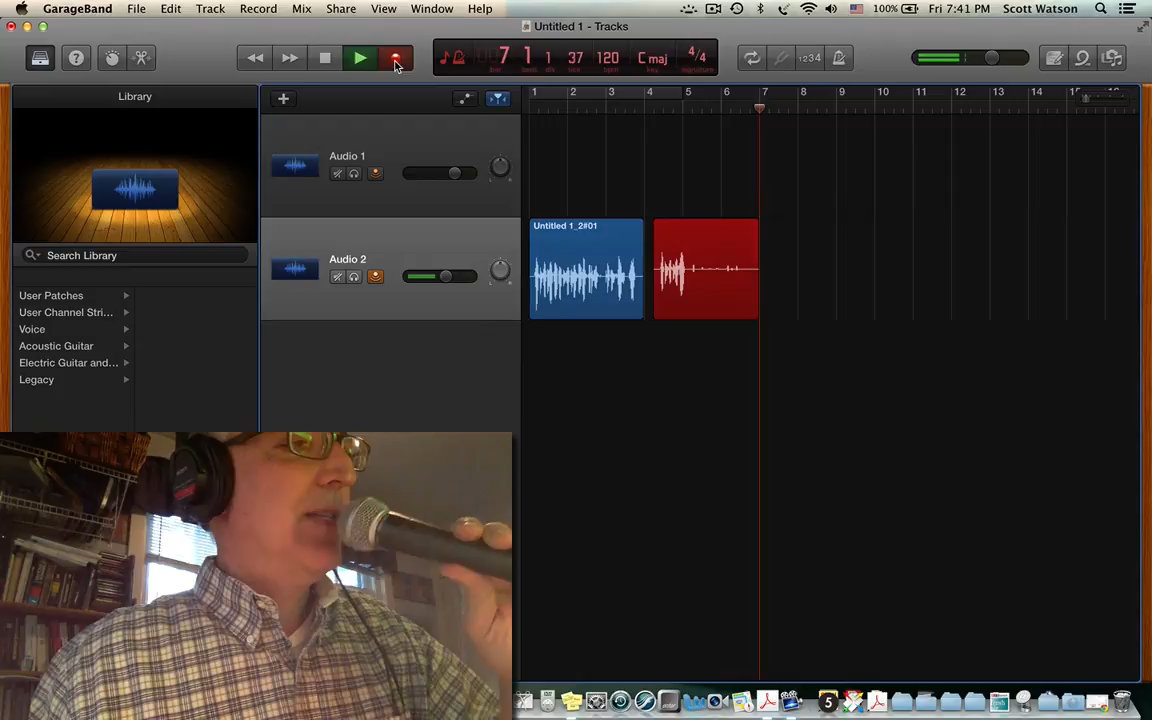 GarageBand File Edit Track Record Mix Share View Window Help 100% Fri 7:41 PM Scott Watson
Untitled 1 - Tracks
7 1 1 37 120 C maj 4/4
1234
Library
1 2 3 4 5 6 7 8 9 10 11 12 13 14
Audio 1
L R
Untitled 1_2#01
Search Library
Audio 2
L R
User Patches
User Channel Stri...
Voice
Acoustic Guitar
Electric Guitar and...
Legacy
5